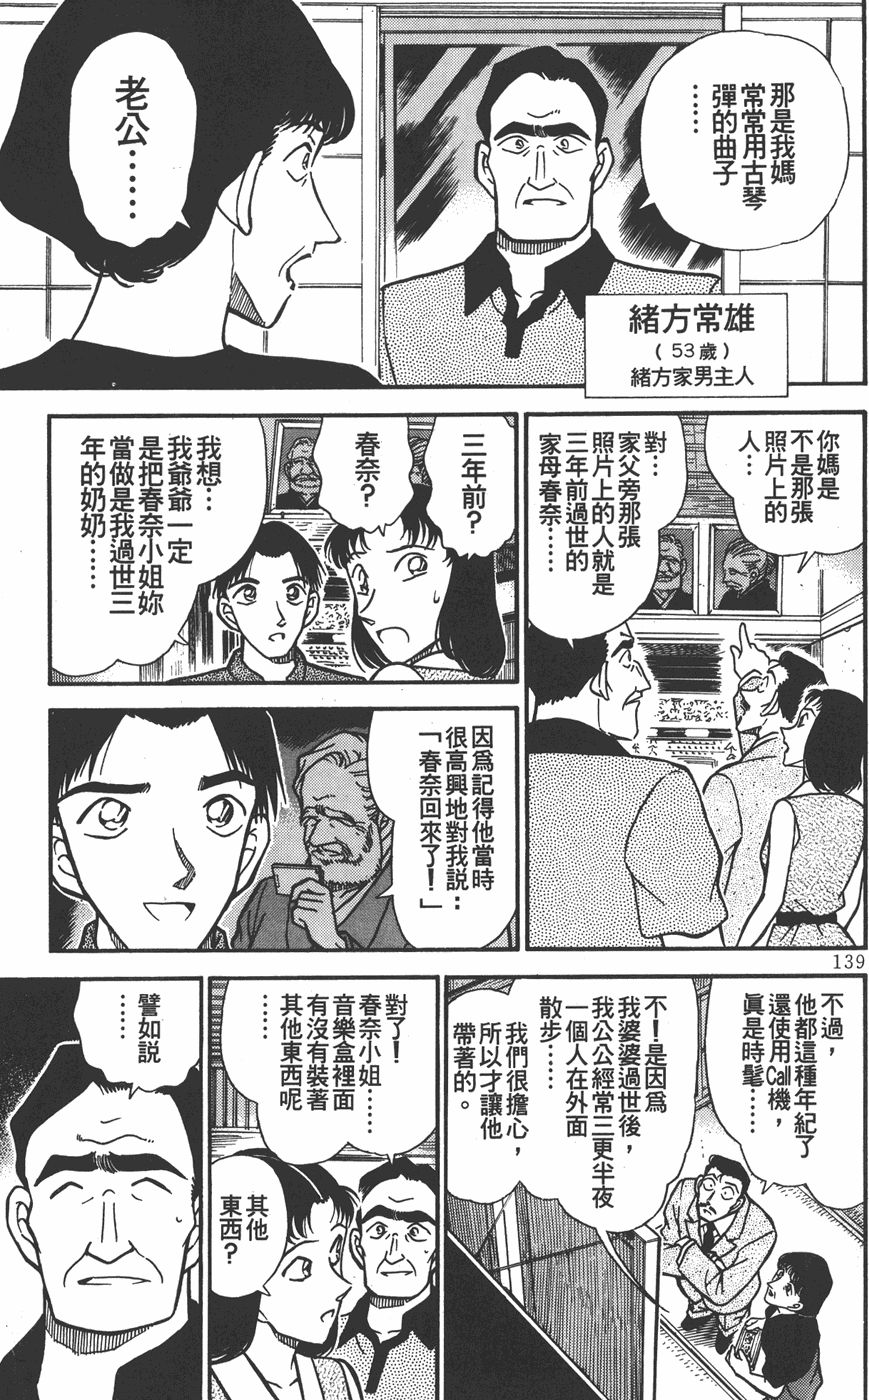 那是我媽
常常用古琴
彈的曲子
……
緒方常雄
(53歲)
緒方家男主人
老公……
你媽是
不是那張
照片上的
人…
對…
家父旁那張
照片上的人就是
三年前過世的
家母春奈……
三年前?
春奈?
我想…
我爺爺一定
是把春奈小姐妳
當做是我過世三
年的奶奶……
因為記得他當時
很高興地對我説:
「春奈回來了!」
139
不過,
他都這種年紀了
還使用Call機,
眞是時髦……
不!是因為
我婆婆過世後,
我公公經常三更半夜
一個人在外面
散步……
我們很擔心,
所以才讓他
帶著的。
對了!
春奈小姐……
音樂盒裡面
有沒有裝著
其他東西呢
……
其他
東西?
譬如説
……